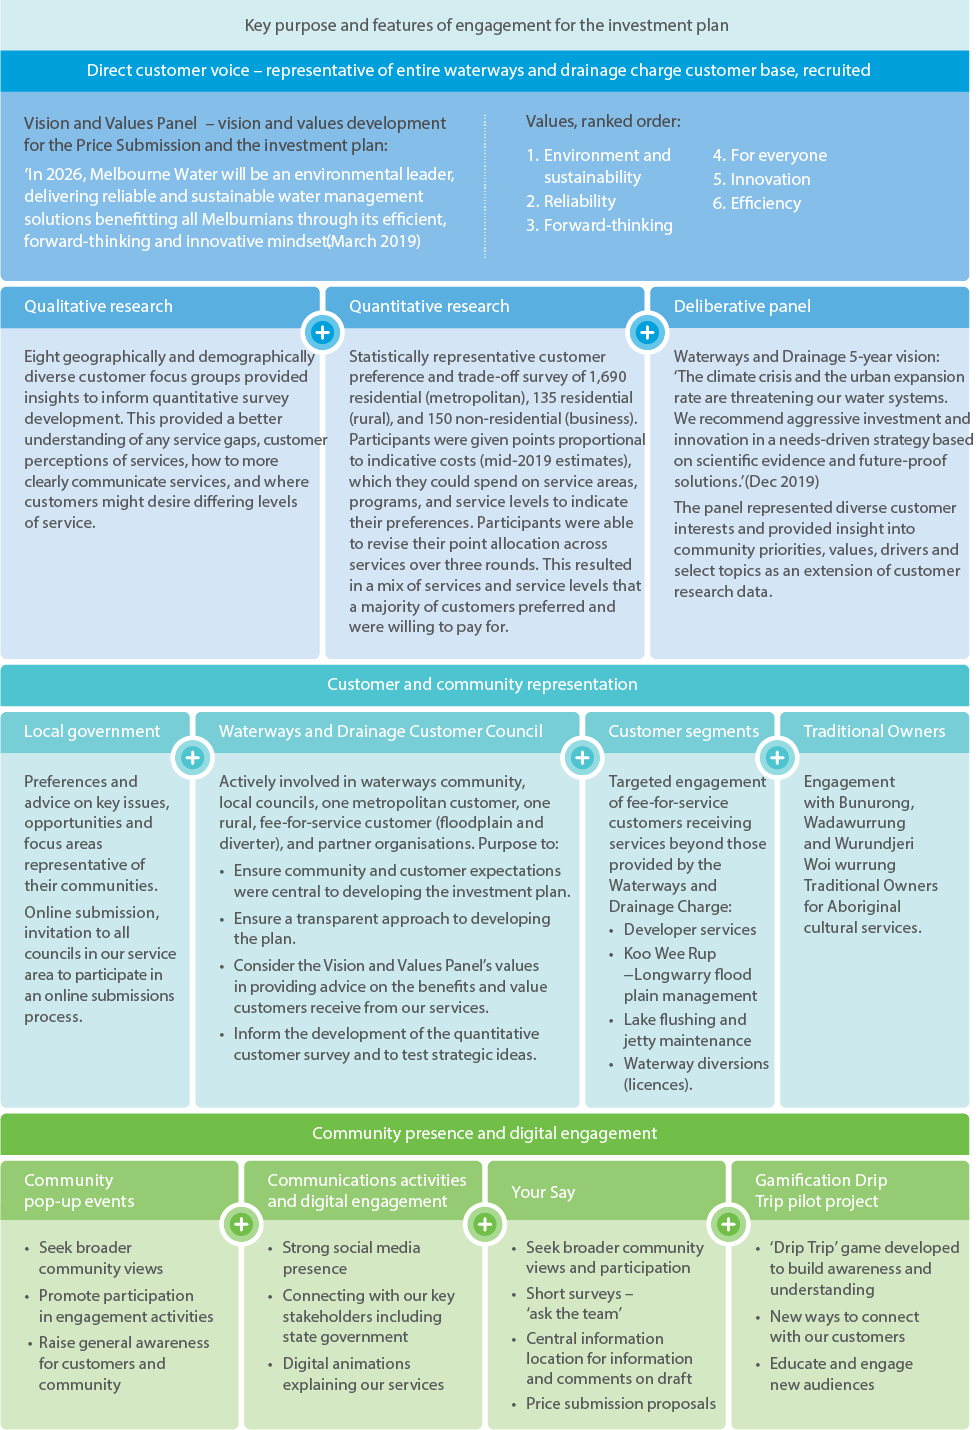 Key purpose and features of engagement for the investment plan
Direct customer voice – representative of entire waterways and drainage charge customer base, recruited
Vision and Values Panel – vision and values development
for the Price Submission and the investment plan:
‘In 2026, Melbourne Water will be an environmental leader,
delivering reliable and sustainable water management
solutions benefitting all Melburnians through its efficient,
forward-thinking and innovative mindset(March 2019)
Values, ranked order:
1. Environment and
sustainability
2. Reliability
3. Forward-thinking
4. For everyone
5. Innovation
6. Efficiency
Qualitative research
Eight geographically and demographically
diverse customer focus groups provided
insights to inform quantitative survey
development. This provided a better
understanding of any service gaps, customer
perceptions of services, how to more
clearly communicate services, and where
customers might desire differing levels
of service.
Quantitative research
Statistically representative customer
preference and trade-off survey of 1,690
residential (metropolitan), 135 residential
(rural), and 150 non-residential (business).
Participants were given points proportional
to indicative costs (mid-2019 estimates),
which they could spend on service areas,
programs, and service levels to indicate
their preferences. Participants were able
to revise their point allocation across
services over three rounds. This resulted
in a mix of services and service levels that
a majority of customers preferred and
were willing to pay for.
Deliberative panel
Waterways and Drainage 5-year vision:
‘The climate crisis and the urban expansion
rate are threatening our water systems.
We recommend aggressive investment and
innovation in a needs-driven strategy based
on scientific evidence and future-proof
solutions.’(Dec 2019)
The panel represented diverse customer
interests and provided insight into
community priorities, values, drivers and
select topics as an extension of customer
research data.
Customer and community representation
Local government
Preferences and
advice on key issues,
opportunities and
focus areas
representative of
their communities.
Online submission,
invitation to all
councils in our service
area to participate in
an online submissions
process.
Waterways and Drainage Customer Council
Actively involved in waterways community,
local councils, one metropolitan customer, one
rural, fee-for-service customer (floodplain and
diverter), and partner organisations. Purpose to:
• Ensure community and customer expectations
were central to developing the investment plan.
• Ensure a transparent approach to developing
the plan.
• Consider the Vision and Values Panel’s values
in providing advice on the benefits and value
customers receive from our services.
• Inform the development of the quantitative
customer survey and to test strategic ideas.
Customer segments
Targeted engagement
of fee-for-service
customers receiving
services beyond those
provided by the
Waterways and
Drainage Charge:
• Developer services
• Koo Wee Rup
–Longwarry flood
plain management
• Lake flushing and
jetty maintenance
• Waterway diversions
(licences).
Traditional Owners
Engagement
with Bunurong,
Wadawurrung
and Wurundjeri
Woi wurrung
Traditional Owners
for Aboriginal
cultural services.
Community presence and digital engagement
Community
pop-up events
• Seek broader
community views
• Promote participation
in engagement activities
• Raise general awareness
for customers and
community
Communications activities
and digital engagement
• Strong social media
presence
• Connecting with our key
stakeholders including
state government
• Digital animations
explaining our services
Your Say
• Seek broader community
views and participation
• Short surveys –
‘ask the team’
• Central information
location for information
and comments on draft
• Price submission proposals
Gamification Drip
Trip pilot project
• ‘Drip Trip’ game developed
to build awareness and
understanding
• New ways to connect
with our customers
• Educate and engage
new audiences